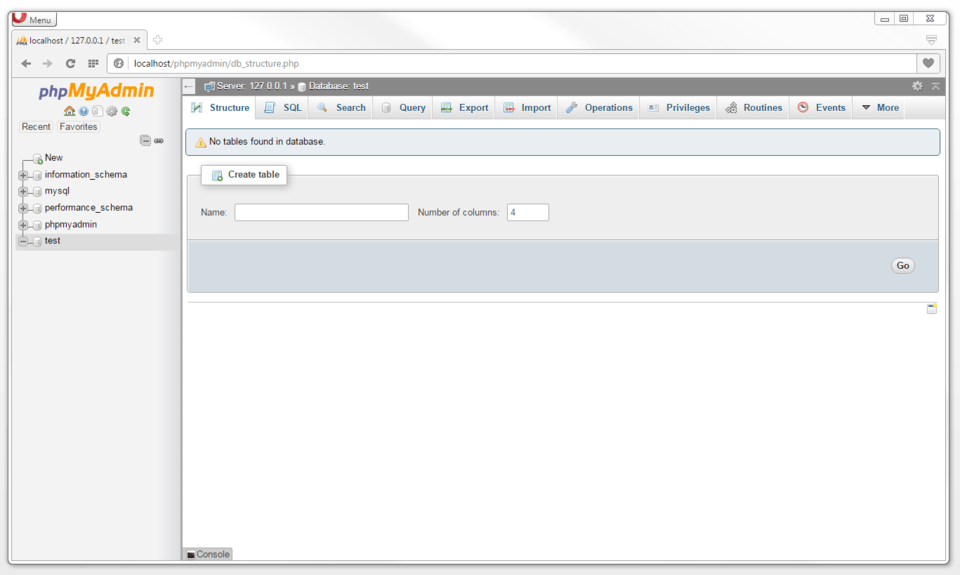 Menu
localhost / 127.0.0.1 / test
localhost/phpmyadmin/db_structure.php
phpMyAdmin
Server: 127.0.0.1 » Database: test
Structure SQL Search Query Export Import Operations Privileges Routines Events More
Recent Favorites
No tables found in database.
New
information_schema
mysql
performance_schema
phpmyadmin
test
Create table
Name: Number of columns: 4
Go
Console